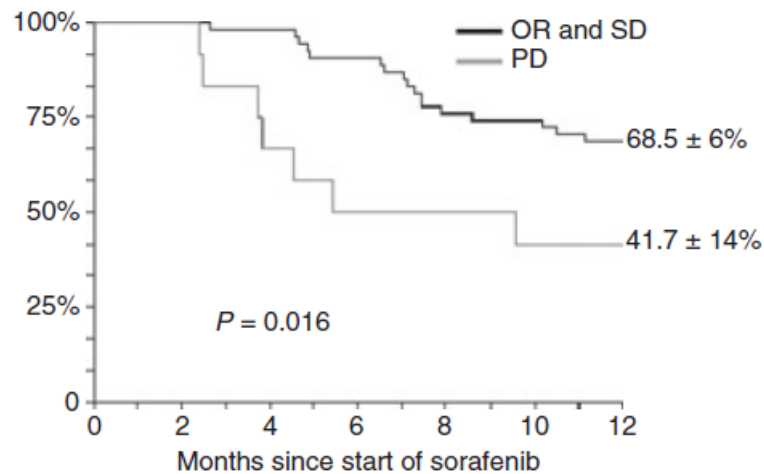 100%
75%
50%
25%
0
OR and SD
PD
68.5 ± 6%
41.7 ± 14%
P = 0.016
0 2 4 6 8 10 12
Months since start of sorafenib